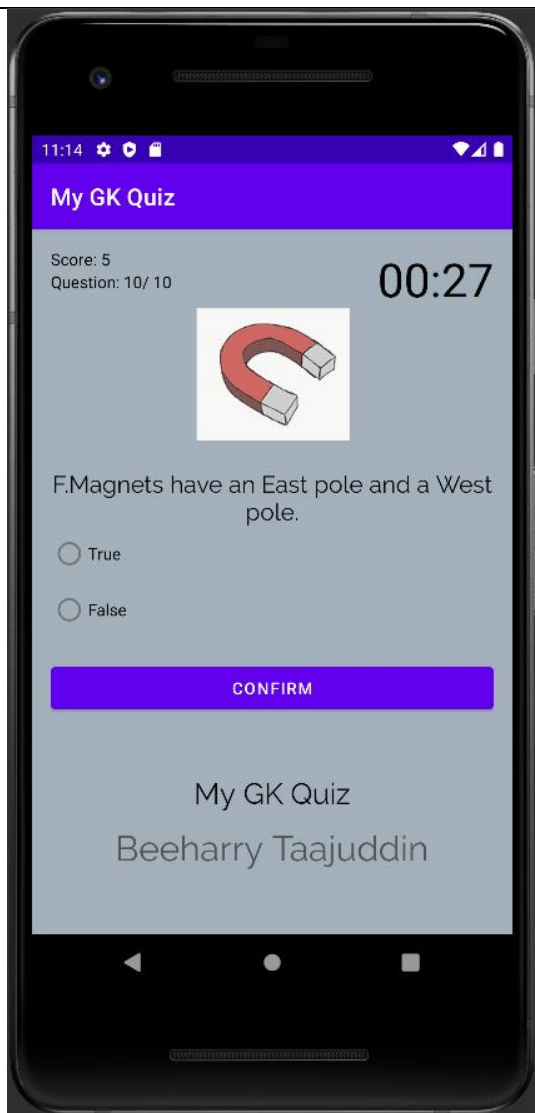 11:14
My GK Quiz
Score: 5
Question: 10/ 10
00:27
F.Magnets have an East pole and a West
pole.
True
False
CONFIRM
My GK Quiz
Beeharry Taajuddin